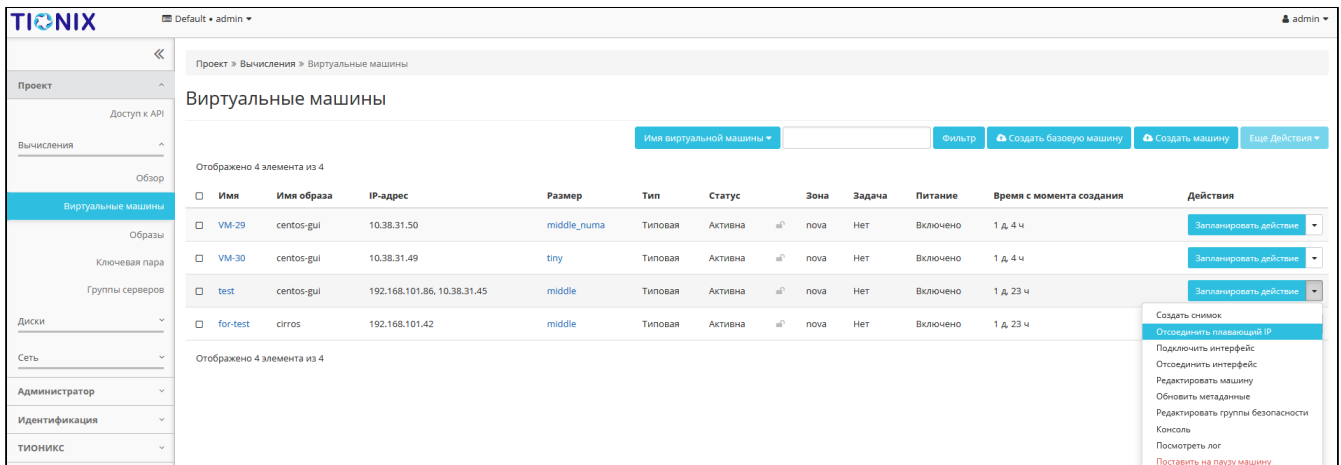 TIONIX
Default • admin
admin
Проект » Вычисления » Виртуальные машины
Проект
Доступ к API
Вычисления
Обзор
Виртуальные машины
Образы
Ключевая пара
Группы серверов
Диски
Сеть
Администратор
Идентификация
ТИОНИКС
Виртуальные машины
Имя виртуальной машины Фильтр Создать базовую машину Создать машину Еще Действия
Отображено 4 элемента из 4
Имя Имя образа IP-адрес Размер Тип Статус Зона Задача Питание Время с момента создания Действия
VM-29 centos-gui 10.38.31.50 middle_numa Типовая Активна nova Нет Включено 1 д, 4 ч Запланировать действие
VM-30 centos-gui 10.38.31.49 tiny Типовая Активна nova Нет Включено 1 д, 4 ч Запланировать действие
test centos-gui 192.168.101.86, 10.38.31.45 middle Типовая Активна nova Нет Включено 1 д, 23 ч Запланировать действие
for-test cirros 192.168.101.42 middle Типовая Активна nova Нет Включено 1 д, 23 ч
Отображено 4 элемента из 4
Создать снимок
Отсоединить плавающий IP
Подключить интерфейс
Отсоединить интерфейс
Редактировать машину
Обновить метаданные
Редактировать группы безопасности
Консоль
Посмотреть лог
Поставить на паузу машину